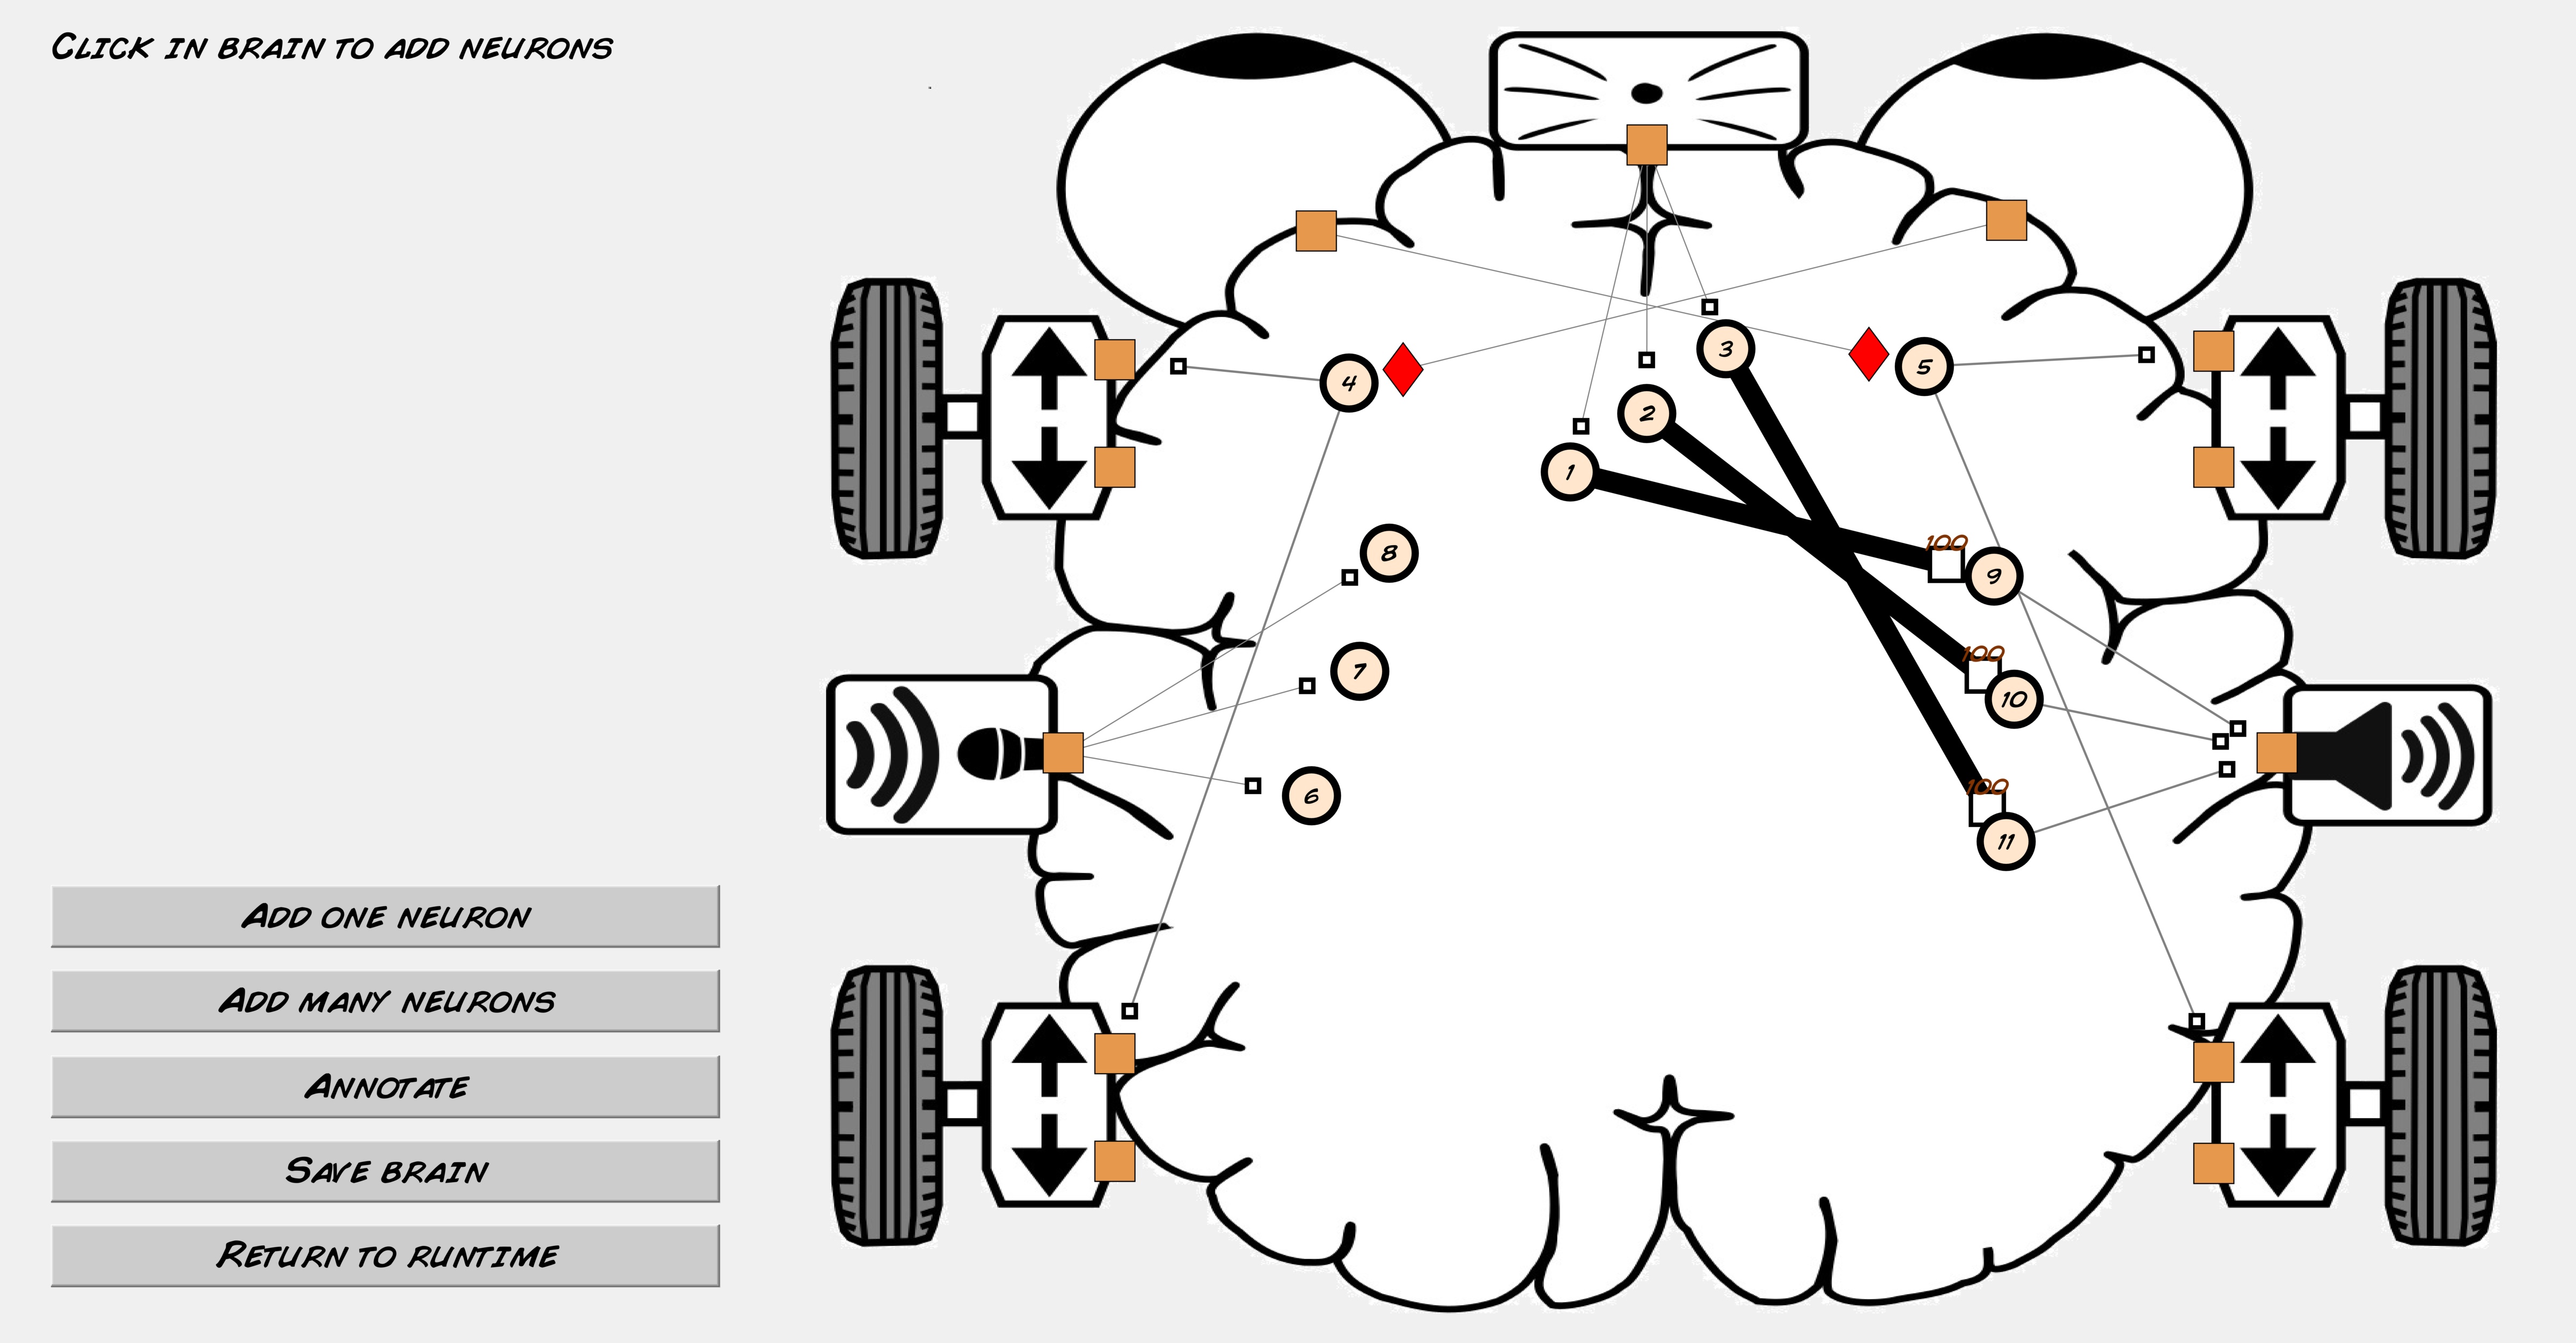 Click in brain to add neurons
3
5
4
2
1
100
8
9
100
7
10
100
6
11
Add one neuron
Add many neurons
Annotate
Save brain
Return to runtime